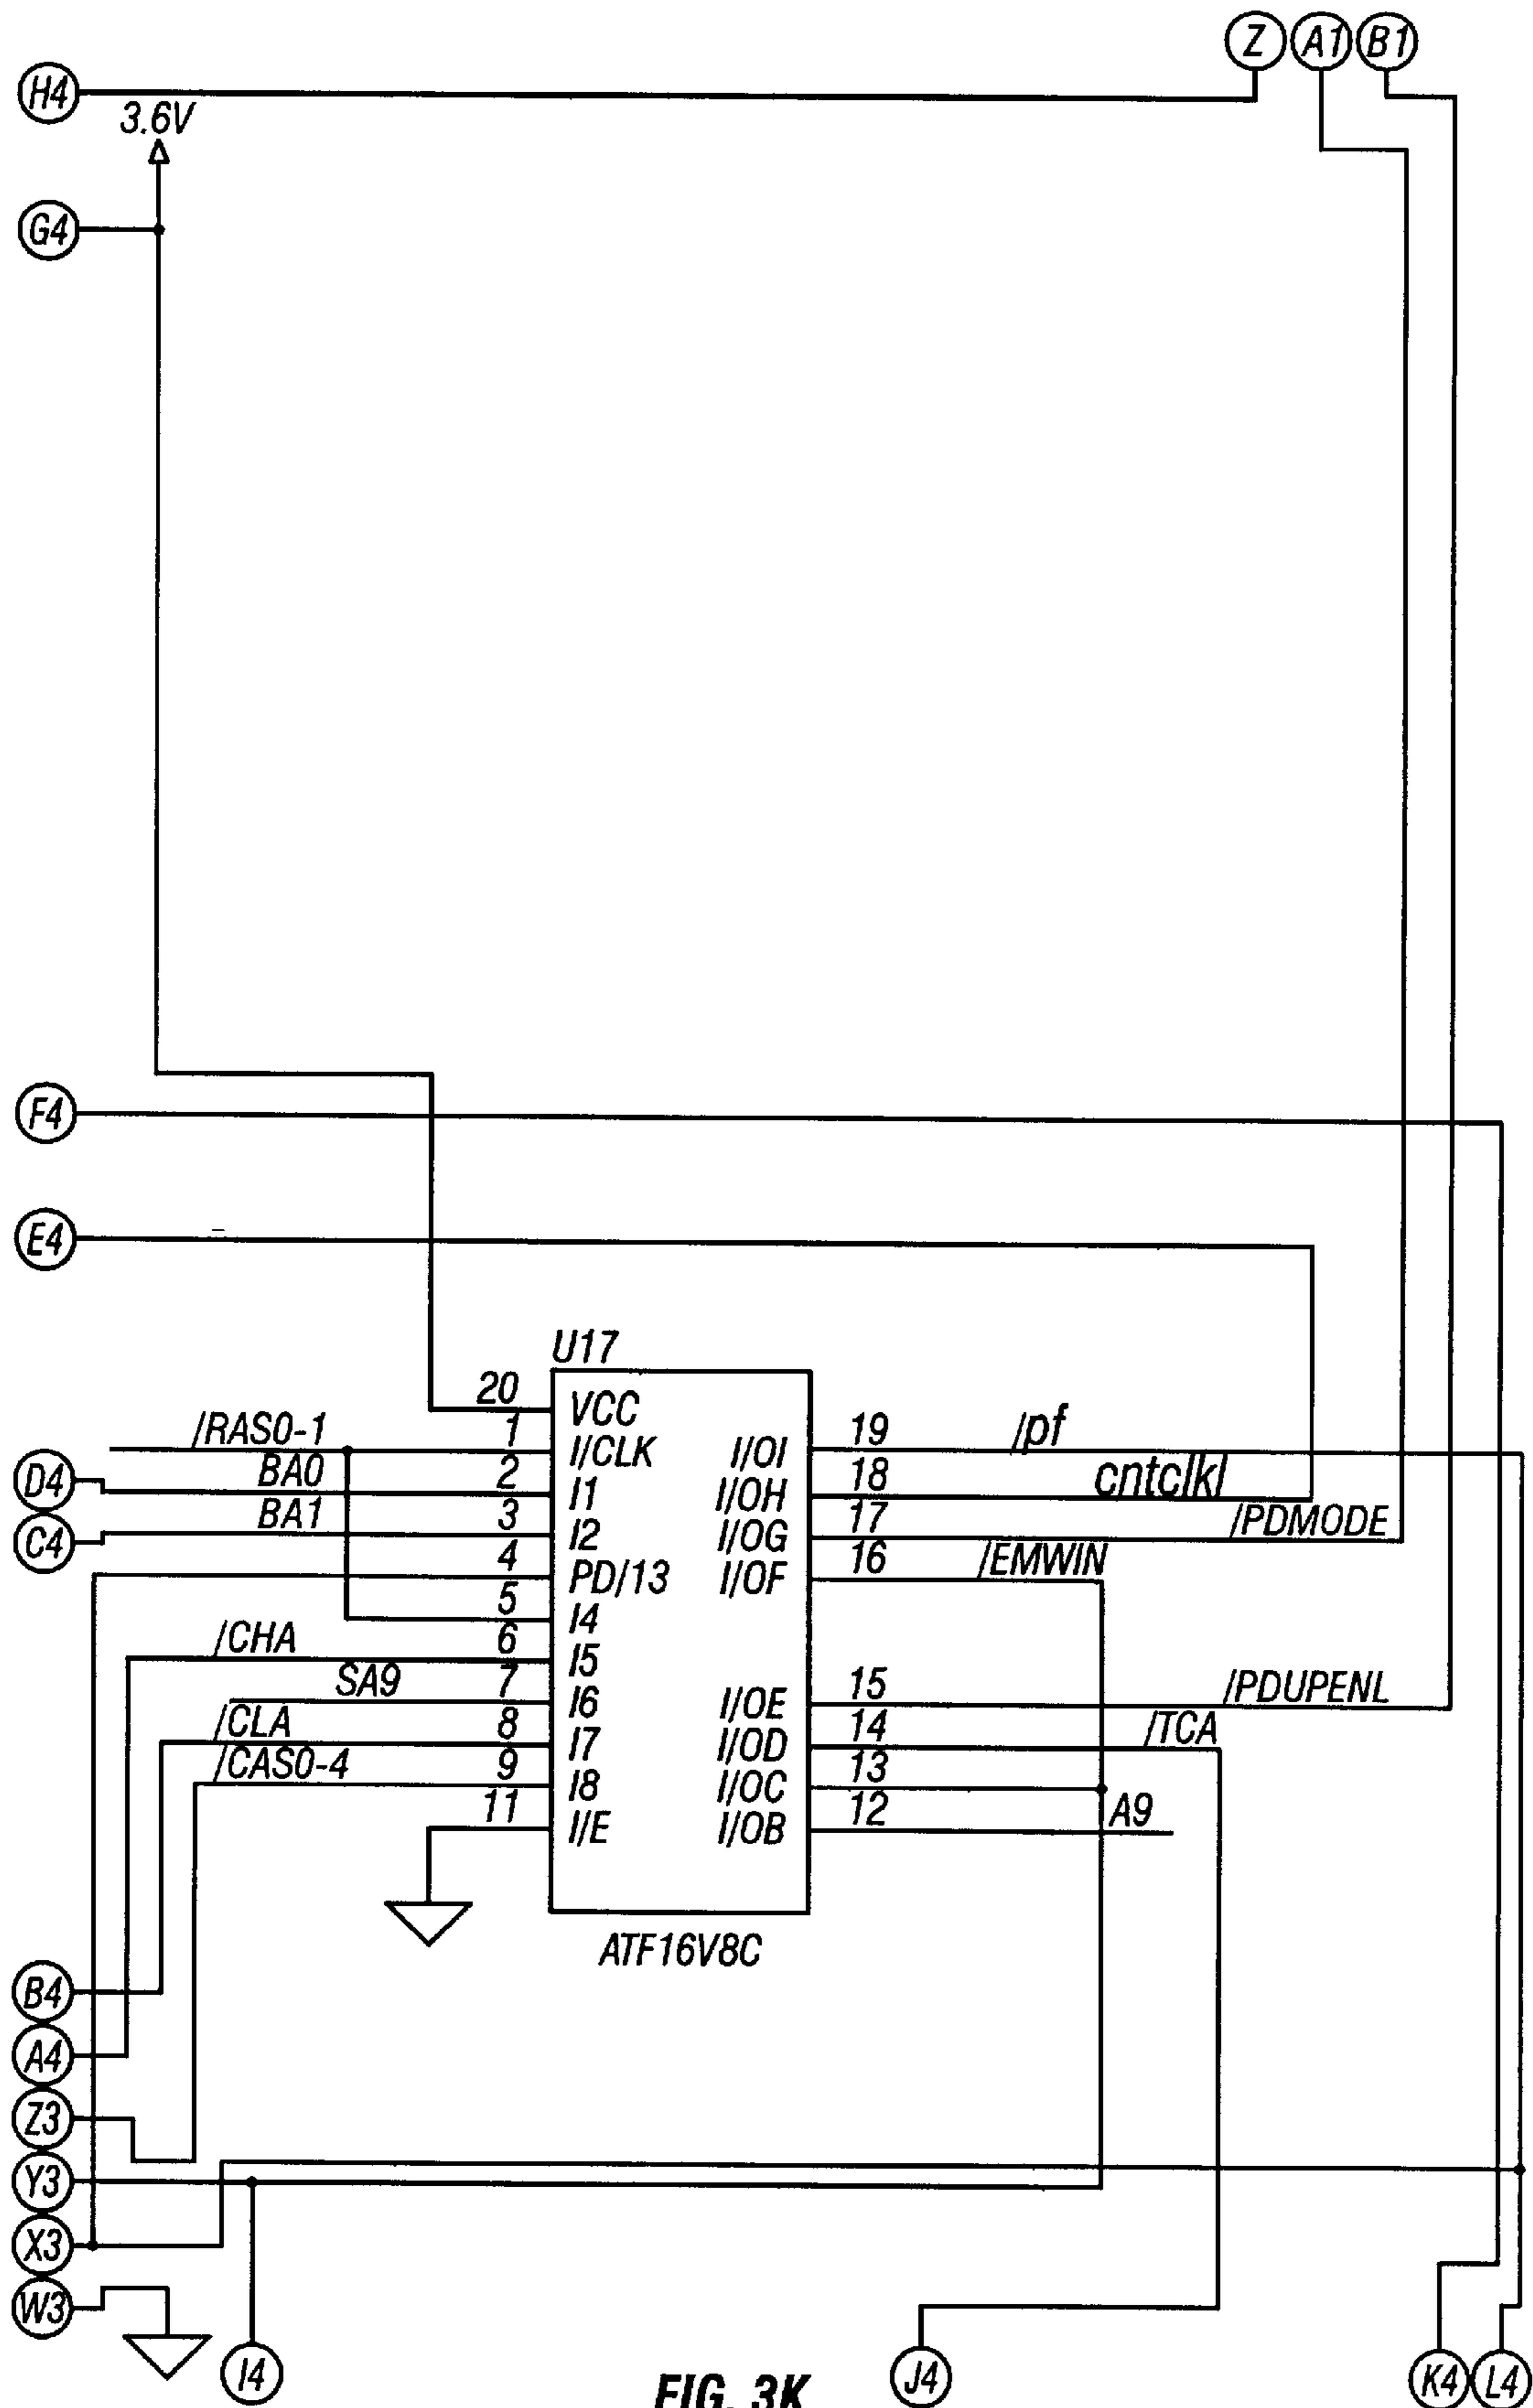 Z A1 B1
H4
3.6V
G4
F4
E4
U17
20 VCC
/RAS0-1 1 I/CLK I/OI 19 /pf
D4 BA0 2 I1 I/OH 18 cntclkl
C4 BA1 3 I2 I/OG 17 /PDMODE
4 PD/13 I/OF 16 /EMWIN
5 I4
/CHA 6 I5
SA9 7 I6 I/OE 15 /PDUPENL
/CLA 8 I7 I/OD 14 /TCA
/CAS0-4 9 I8 I/OC 13
11 I/E I/OB 12 A9
ATF16V8C
B4
A4
Z3
Y3
X3
W3
I4 J4 K4 L4
FIG. 3K